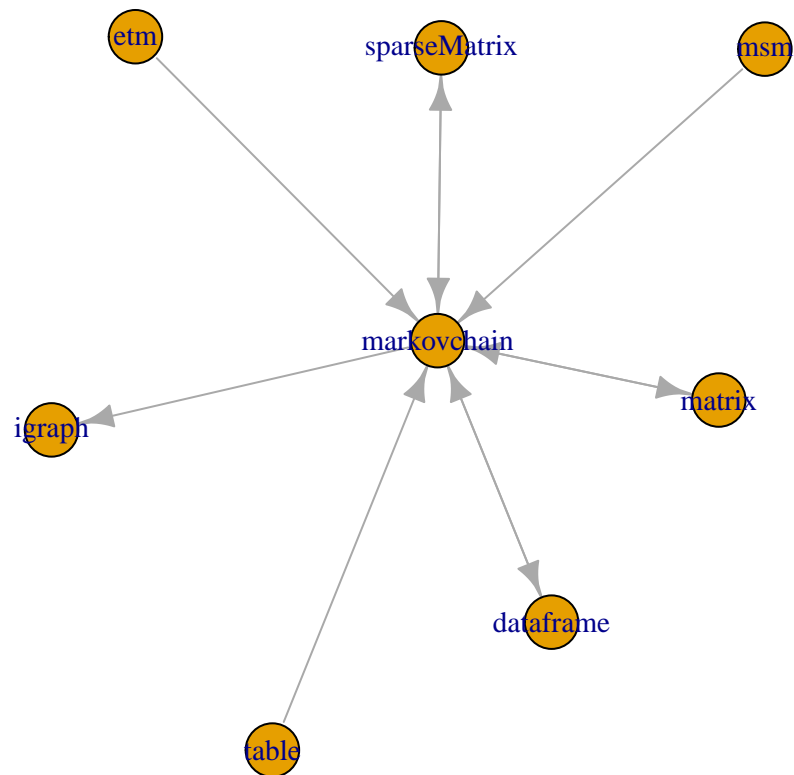 etm
sparseMatrix
msm
markovchain
matrix
igraph
dataframe
table